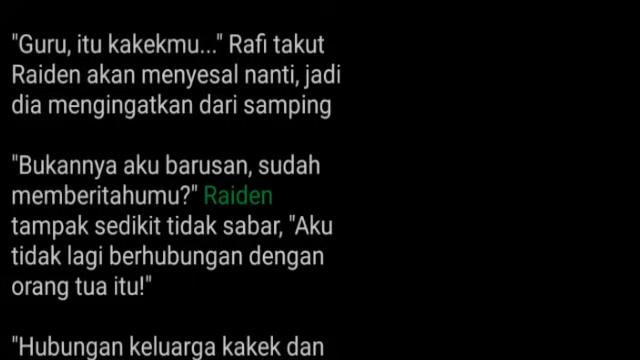 "Guru, itu kakekmu..." Rafi takut
Raiden akan menyesal nanti, jadi
dia mengingatkan dari samping
"Bukannya aku barusan, sudah
memberitahumu?" Raiden
tampak sedikit tidak sabar, "Aku
tidak lagi berhubungan dengan
orang tua itu!"
"Hubungan keluarga kakek dan